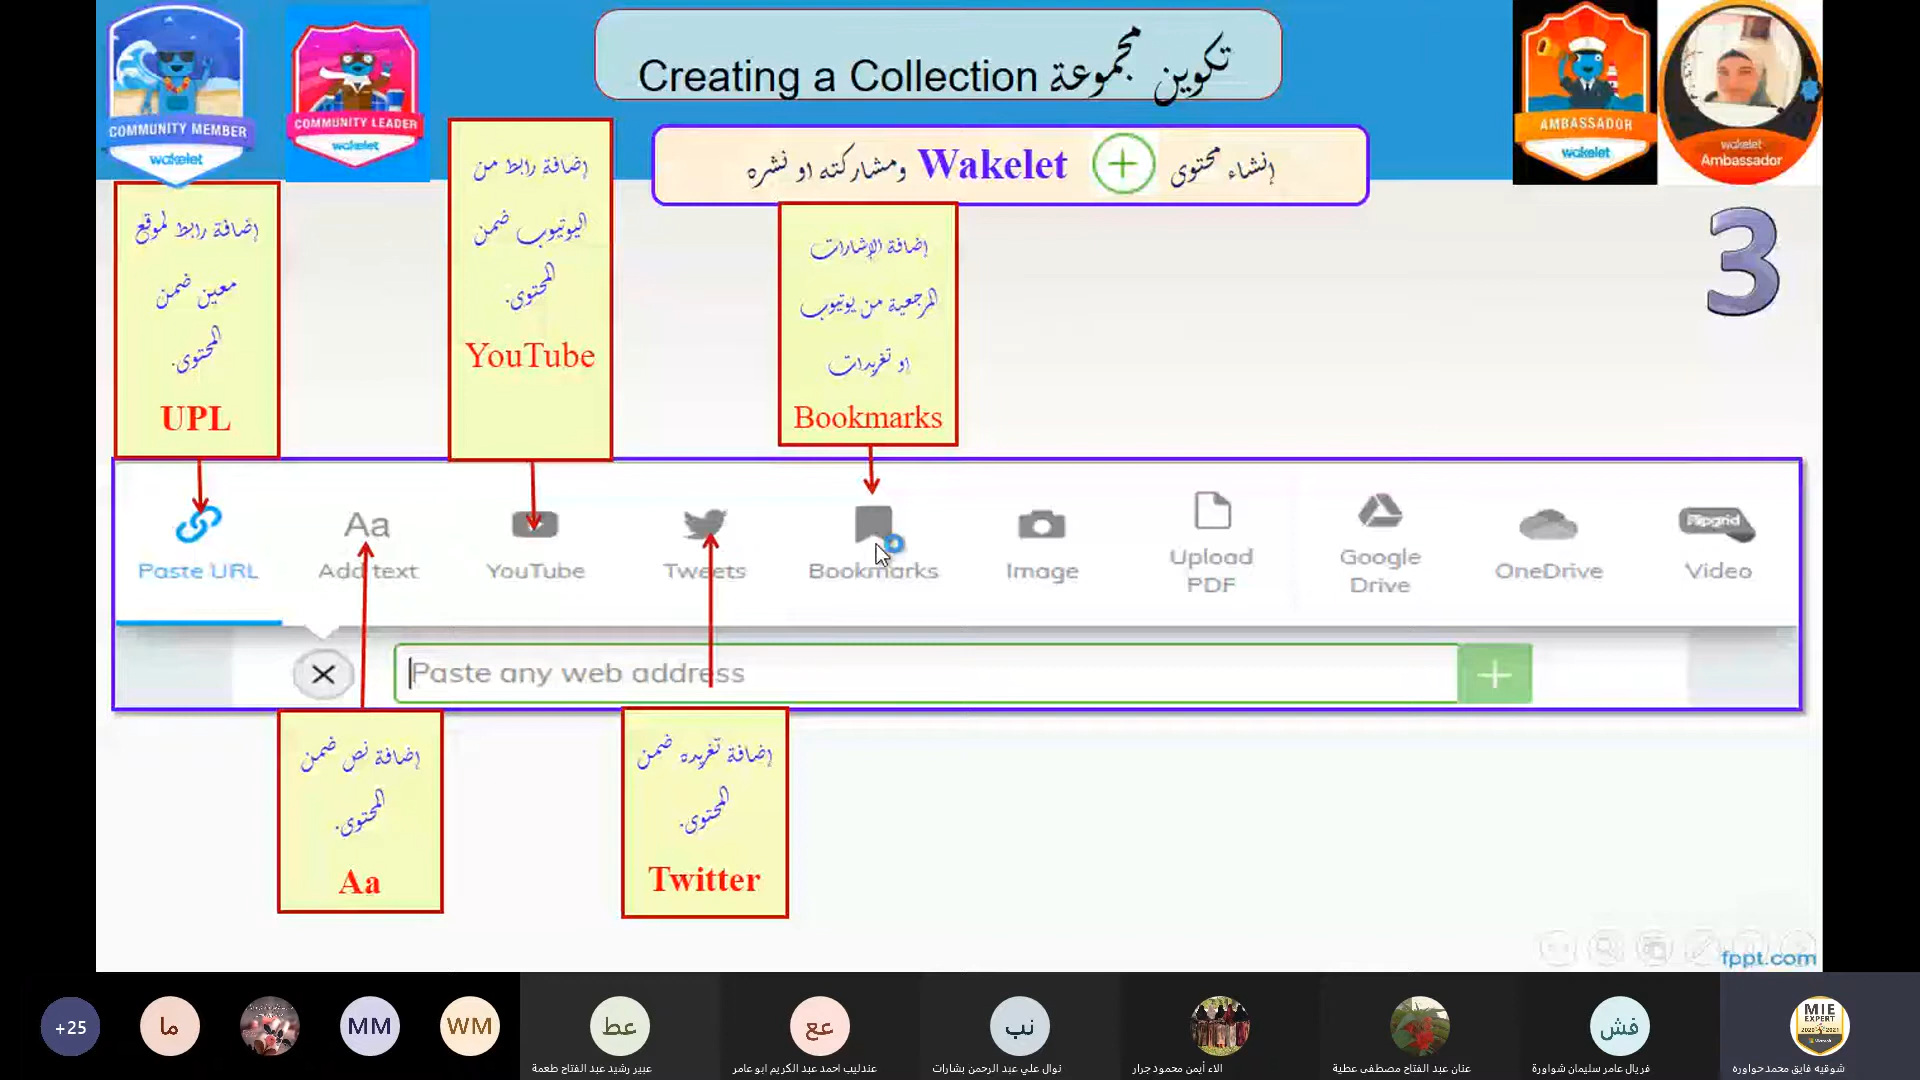 تكوين مجموعة Creating a Collection
إنشاء محتوى Wakelet ومشاركته او نشره
COMMUNITY MEMBER
wakelet
COMMUNITY LEADER
wakelet
AMBASSADOR
wakelet
wakelet
Ambassador
3
إضافة رابط لموقع
معين ضمن
المحتوى.
UPL
إضافة رابط من
اليوتيوب ضمن
المحتوى.
YouTube
إضافة الإشارات
المرجعية من يوتيوب
او تغريدات
Bookmarks
Paste URL
Aa
Add text
YouTube
Tweets
Bookmarks
Image
Upload
PDF
Google
Drive
OneDrive
Flipgrid
Video
Paste any web address
إضافة نص ضمن
المحتوى.
Aa
إضافة تغريده ضمن
المحتوى.
Twitter
fppt.com
+25
ما
MM
WM
عط
عبير رشيد عبد الفتاح طعمة
عع
عندليب احمد عبد الكريم ابو عامر
نب
نوال علي عبد الرحمن بشارات
الاء أيمن محمود جرار
عنان عبد الفتاح مصطفى عطية
فش
فريال عامر سليمان شواورة
MIE
EXPERT
2020 2021
Microsoft
شوقيه فايق محمد حواوره